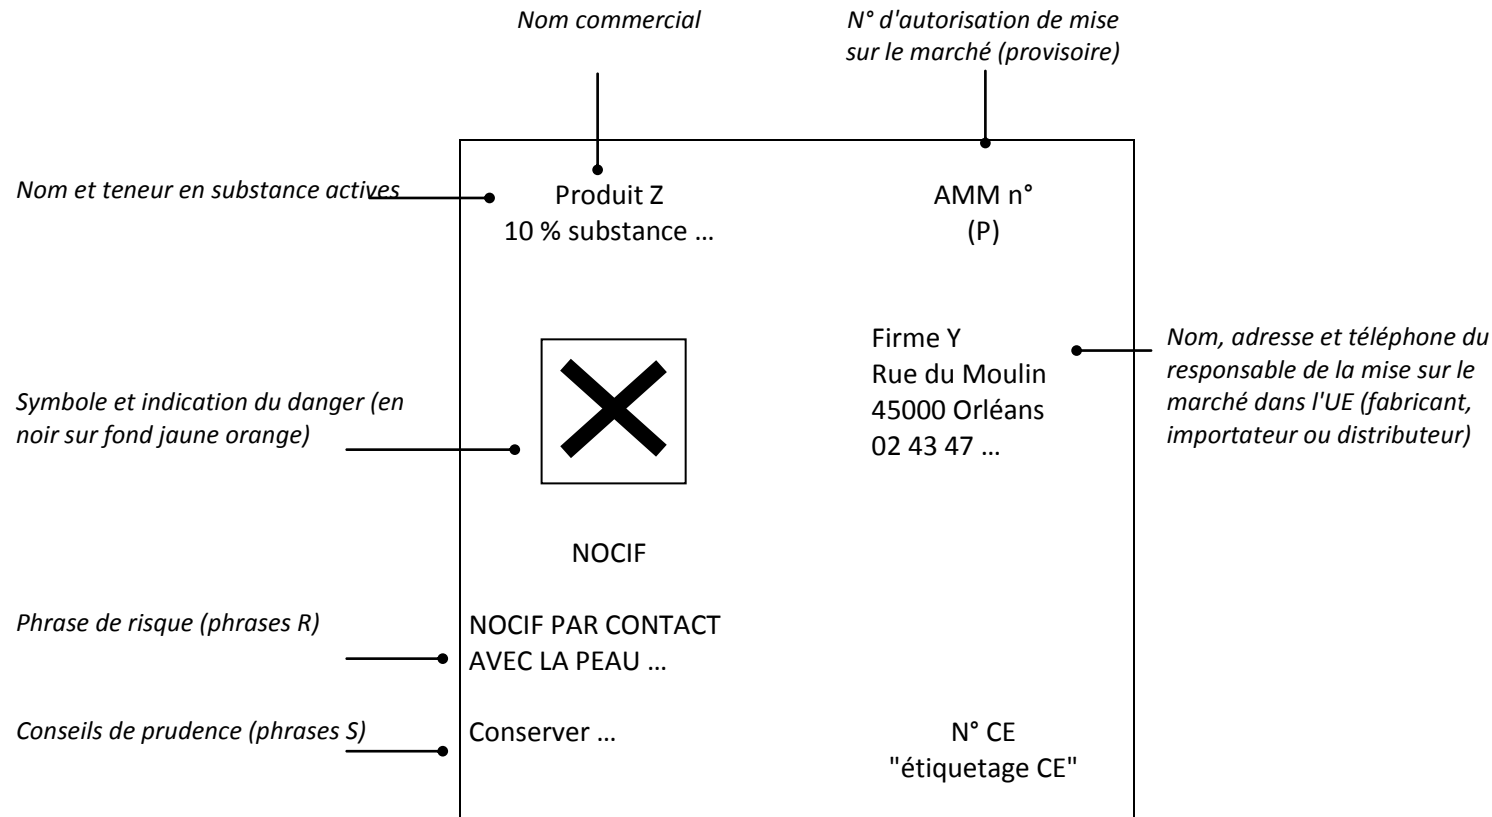 Nom commercial
N° d'autorisation de mise
sur le marché (provisoire)
Nom et teneur en substance actives
Produit Z
10 % substance ...
AMM n°
(P)
Symbole et indication du danger (en
noir sur fond jaune orange)
Firme Y
Rue du Moulin
45000 Orléans
02 43 47 ...
Nom, adresse et téléphone du
responsable de la mise sur le
marché dans l'UE (fabricant,
importateur ou distributeur)
NOCIF
Phrase de risque (phrases R)
NOCIF PAR CONTACT
AVEC LA PEAU ...
Conseils de prudence (phrases S)
Conserver ...
N° CE
"étiquetage CE"